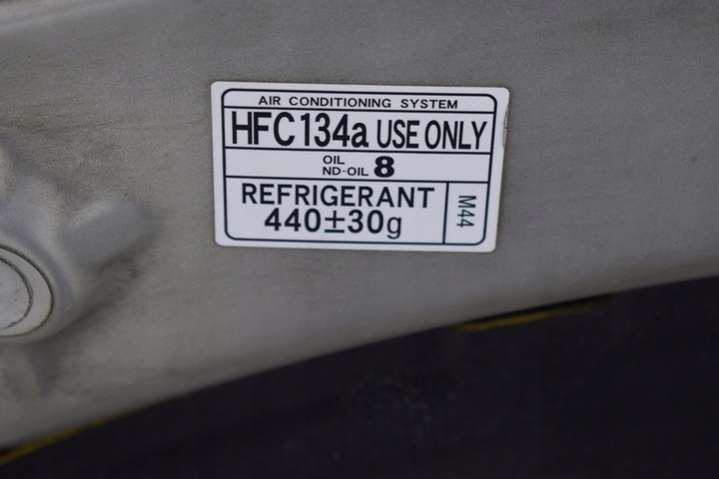 AIR CONDITIONING SYSTEM
HFC134a USE ONLY
OIL
ND-OIL 8
REFRIGERANT
440±30g
M44